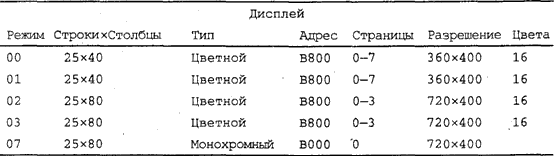 Дисплей
Режим Строки×Столбцы Тип Адрес Страницы Разрешение Цвета
00 25×40 Цветной B800 0–7 360×400 16
01 25×40 Цветной B800 0–7 360×400 16
02 25×80 Цветной B800 0–3 720×400 16
03 25×80 Цветной B800 0–3 720×400 16
07 25×80 Монохромный B000 0 720×400